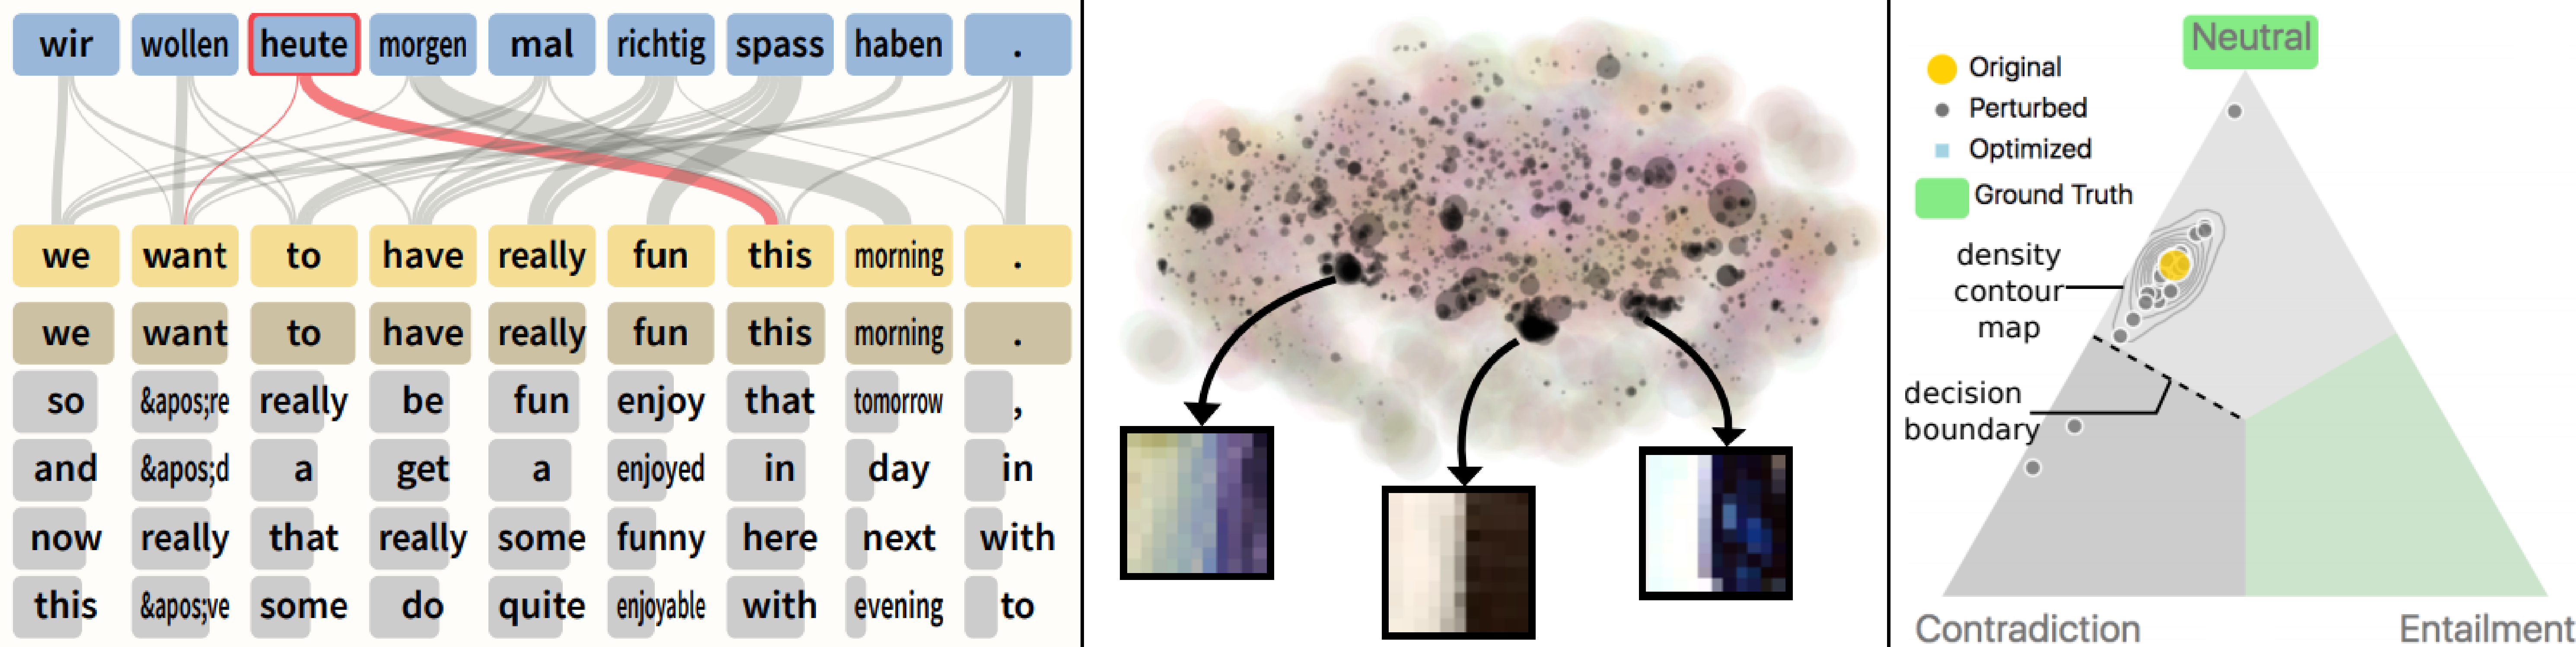 wir wollen heute morgen mal richtig spass haben .
we want to have really fun this morning .
we want to have really fun this morning .
so &apos;re really be fun enjoy that tomorrow ,
and &apos;d a get a enjoyed in day in
now really that really some funny here next with
this &apos;ve some do quite enjoyable with evening to
Neutral
Original
Perturbed
Optimized
Ground Truth
density
contour
map
decision
boundary
Contradiction
Entailment